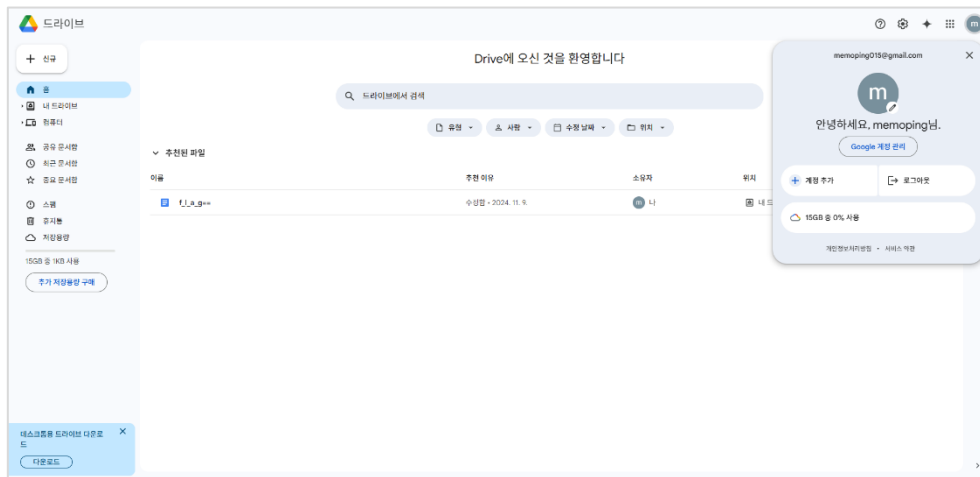 드라이브
신규
홈
내 드라이브
컴퓨터
공유 문서함
최근 문서함
중요 문서함
스팸
휴지통
저장용량
15GB 중 1KB 사용
추가 저장용량 구매
데스크톱용 드라이브 다운로
드
다운로드
Drive에 오신 것을 환영합니다
드라이브에서 검색
유형
사람
수정 날짜
위치
추천된 파일
이름 추천 이유 소유자 위치
f_l_a_g== 수정함 • 2024. 11. 9. m 나 내 드
m
memoping015@gmail.com
m
안녕하세요, memoping님.
Google 계정 관리
계정 추가
로그아웃
15GB 중 0% 사용
개인정보처리방침 • 서비스 약관